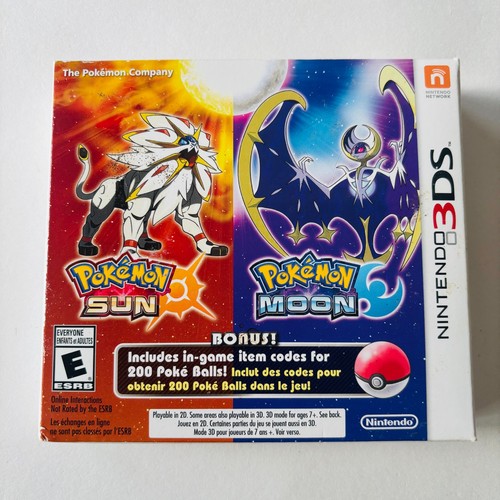 The Pokémon Company
NINTENDO
NETWORK
NINTENDO 3DS™
POKéMON
SUN
POKéMON
MOON
EVERYONE
ENFANTS et ADULTES
E
ESRB
BONUS!
Includes in-game item codes for
200 Poké Balls! Inclut des codes pour
obtenir 200 Poké Balls dans le jeu!
Online Interactions
Not Rated by the ESRB
Les échanges en ligne
ne sont pas classés par l'ESRB
Playable in 2D. Some areas also playable in 3D. 3D mode for ages 7+. See back.
Jouez en 2D. Certaines parties du jeu se jouent aussi en 3D.
Mode 3D pour joueurs de 7 ans +. Voir verso.
Nintendo